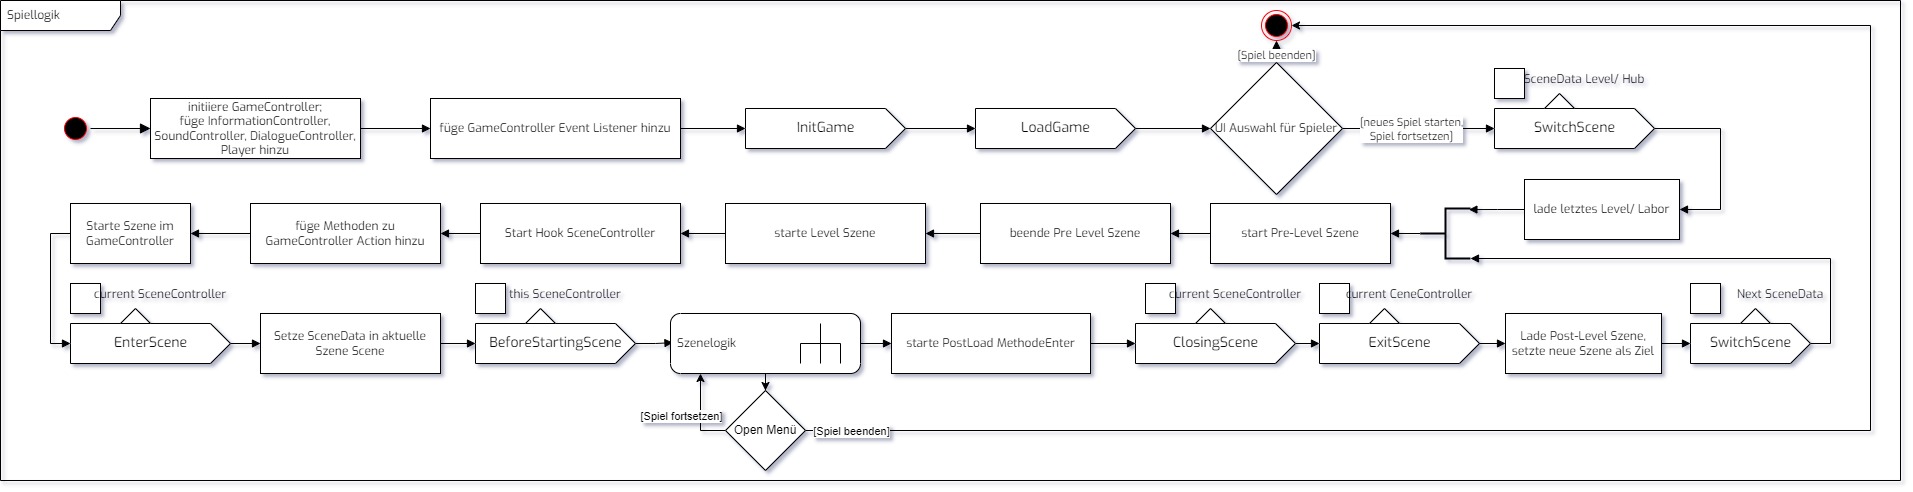 Spiellogik
[Spiel beenden]
SceneData Level/ Hub
initiiere GameController;
füge InformationController,
SoundController, DialogueController,
Player hinzu
füge GameController Event Listener hinzu
InitGame
LoadGame
UI Auswahl für Spieler
[neues Spiel starten,
Spiel fortsetzen]
SwitchScene
lade letztes Level/ Labor
start Pre-Level Szene
beende Pre Level Szene
starte Level Szene
Start Hook SceneController
füge Methoden zu
GameController Action hinzu
Starte Szene im
GameController
current SceneController
EnterScene
Setze SceneData in aktuelle
Szene Scene
this SceneController
BeforeStartingScene
Szenelogik
starte PostLoad MethodeEnter
current SceneController
ClosingScene
current CeneController
ExitScene
Lade Post-Level Szene,
setzte neue Szene als Ziel
Next SceneData
SwitchScene
[Spiel fortsetzen]
Open Menü
[Spiel beenden]